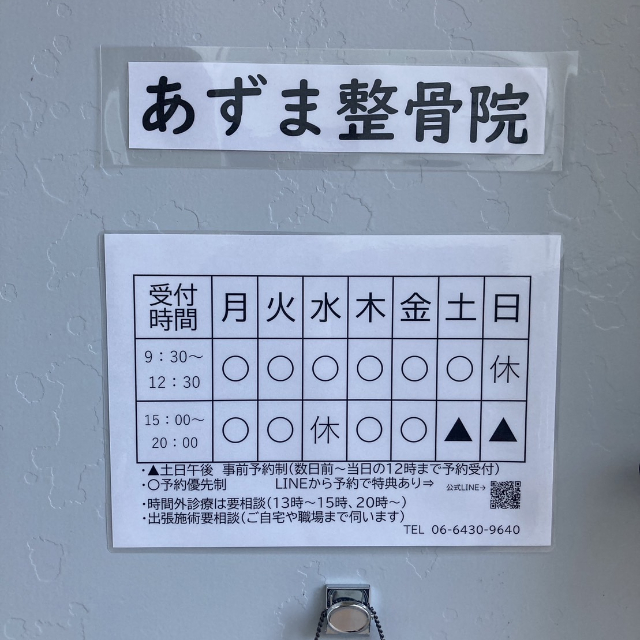 あずま整骨院
受付時間 月 火 水 木 金 土 日
9：30～12：30 ○ ○ ○ ○ ○ ○ 休
15：00～20：00 ○ ○ 休 ○ ○ ▲ ▲
・▲土日午後 事前予約制(数日前～当日の12時まで予約受付)
・○予約優先制 LINEから予約で特典あり⇒ 公式LINE→
・時間外診療は要相談(13時～15時、20時～)
・出張施術要相談(ご自宅や職場まで伺います)
TEL 06-6430-9640